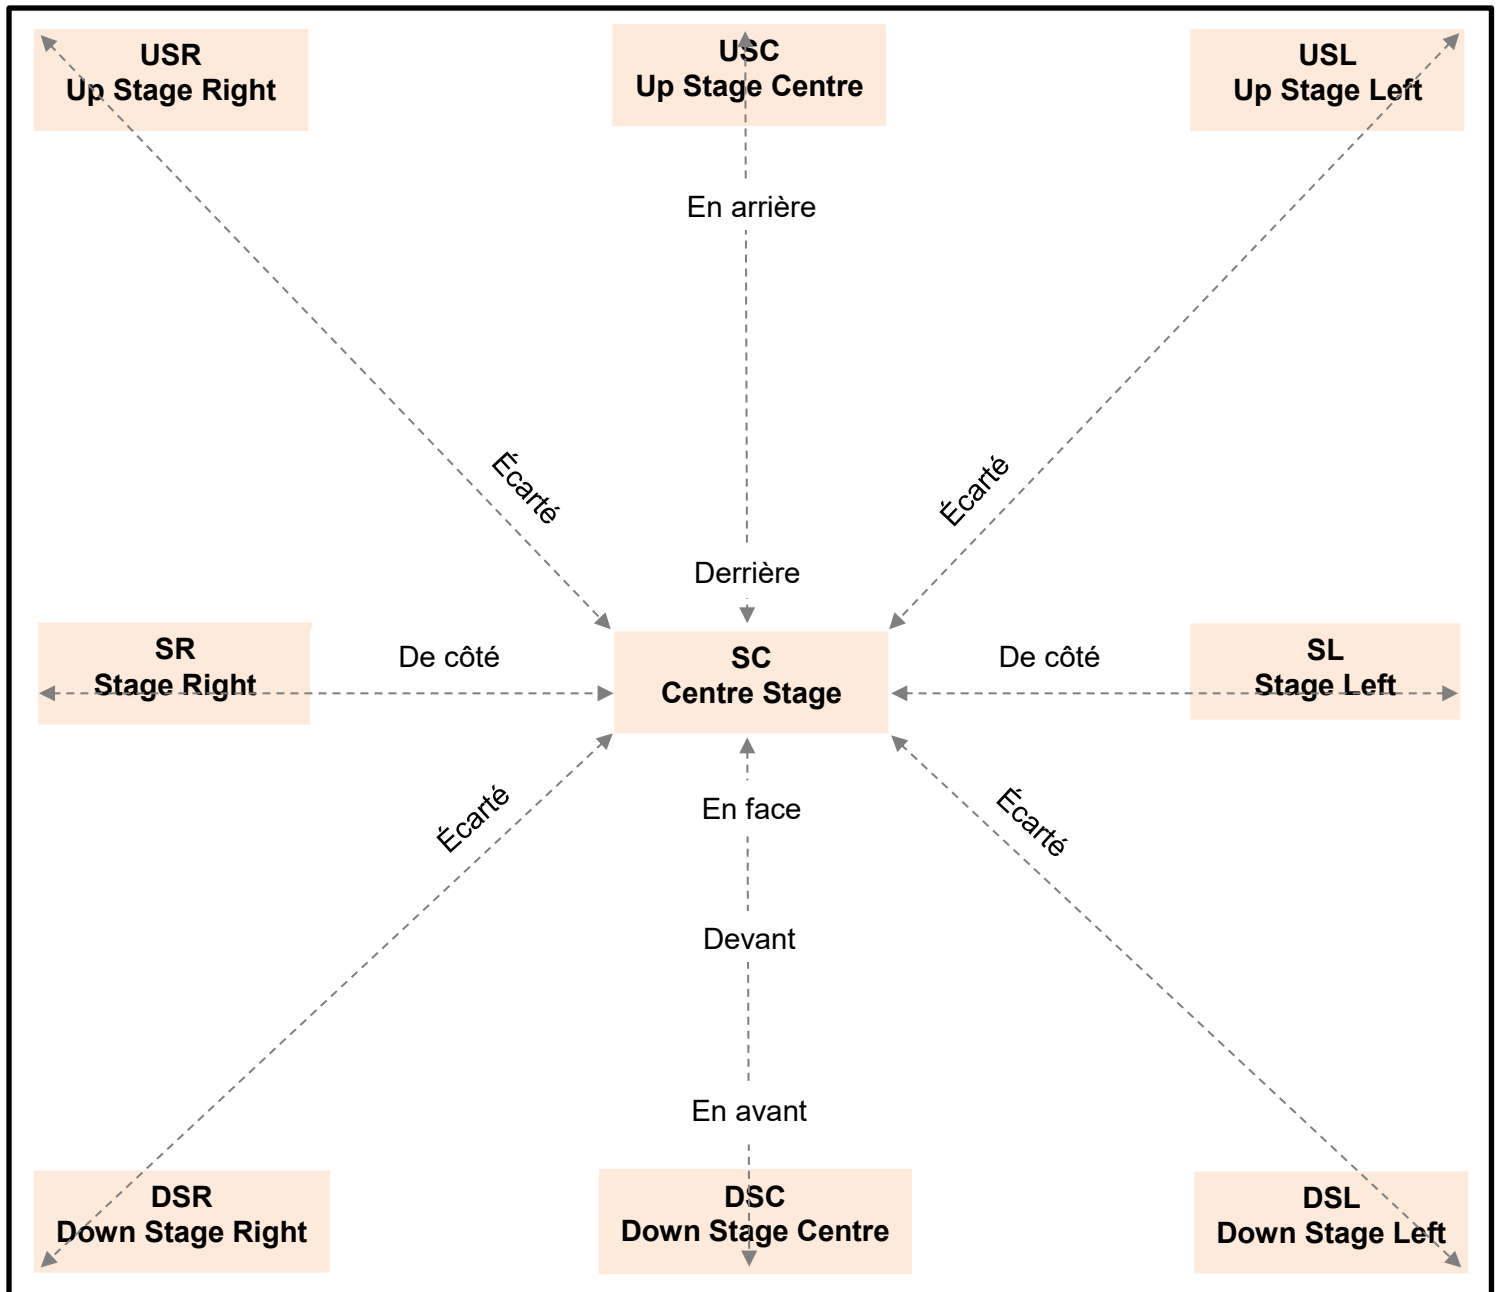 USR
Up Stage Right
USC
Up Stage Centre
USL
Up Stage Left
En arrière
Écarté
Écarté
Derrière
SR
Stage Right
De côté
SC
Centre Stage
De côté
SL
Stage Left
Écarté
En face
Écarté
Devant
En avant
DSR
Down Stage Right
DSC
Down Stage Centre
DSL
Down Stage Left